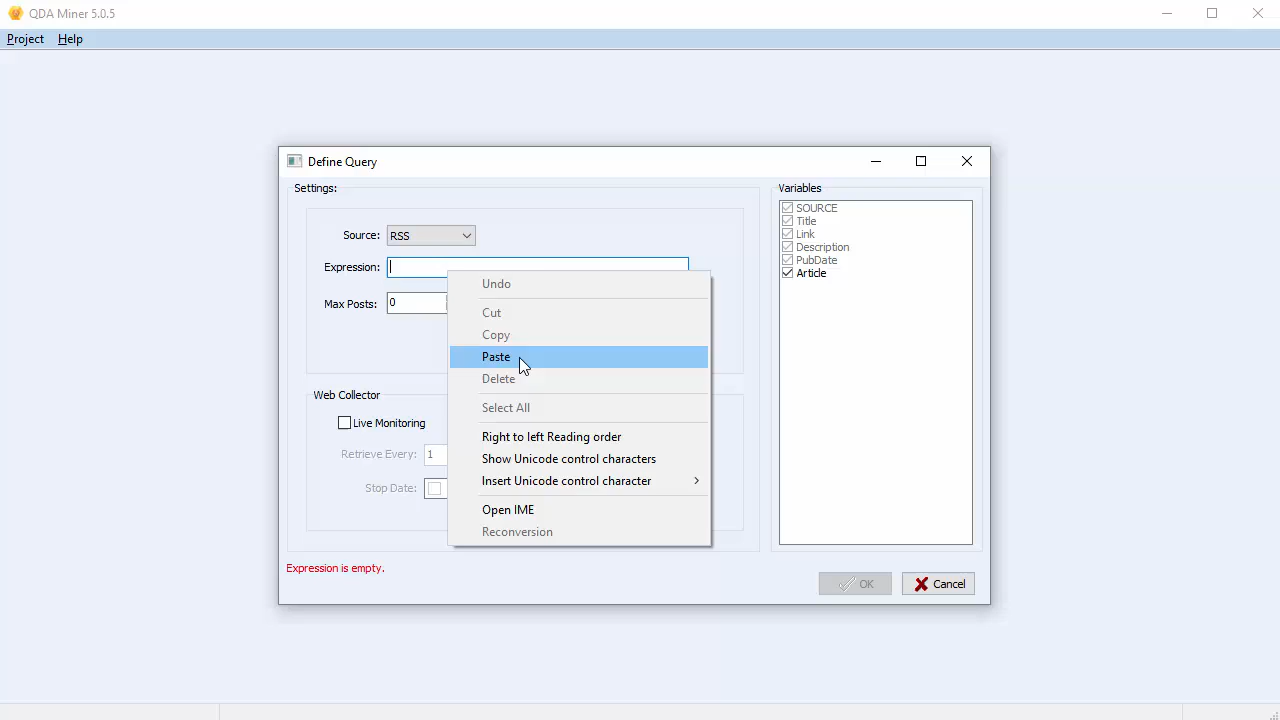 QDA Miner 5.0.5
Project Help
Define Query
Settings:
Variables
Source: RSS
Expression:
Max Posts: 0
SOURCE
Title
Link
Description
PubDate
Article
Undo
Cut
Copy
Paste
Delete
Select All
Right to left Reading order
Show Unicode control characters
Insert Unicode control character
Open IME
Reconversion
Web Collector
Live Monitoring
Retrieve Every: 1
Stop Date:
Expression is empty.
OK Cancel